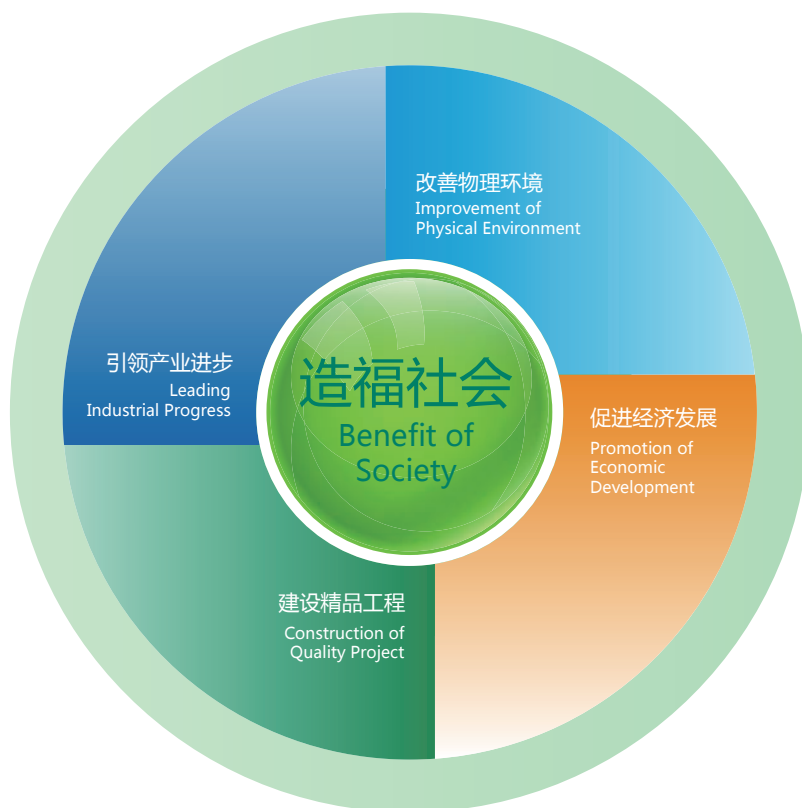 改善物理环境
Improvement of
Physical Environment
引领产业进步
Leading
Industrial Progress
造福社会
Benefit of
Society
促进经济发展
Promotion of
Economic
Development
建设精品工程
Construction of
Quality Project